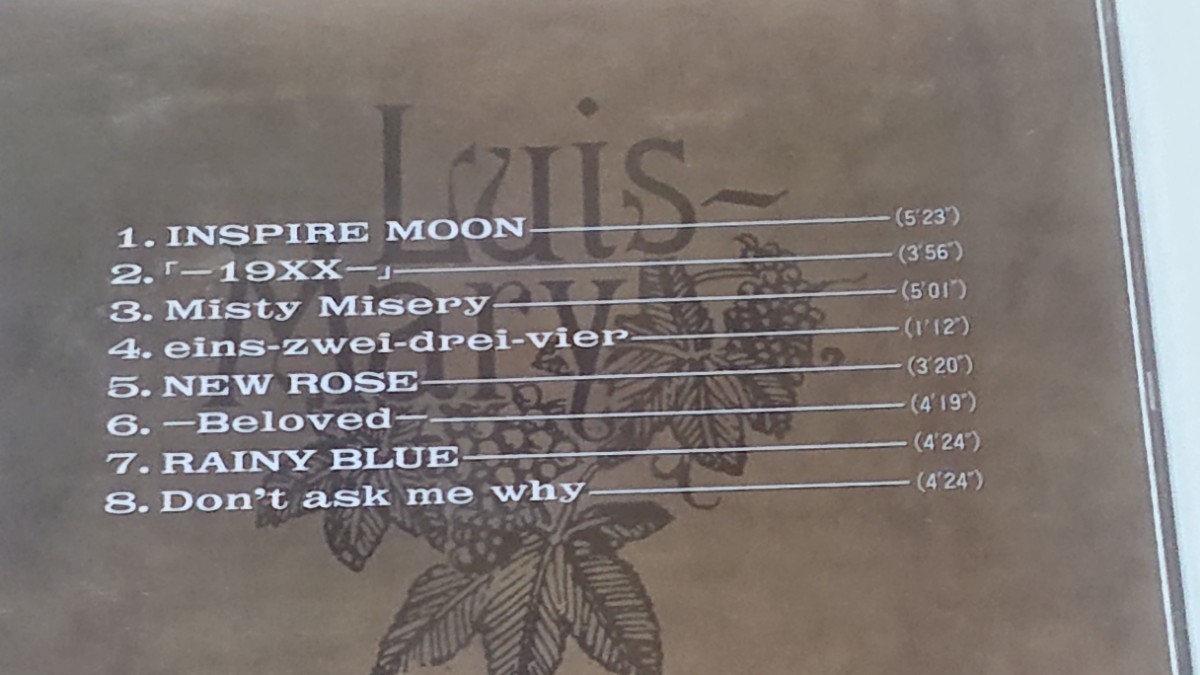 Luis~
Mary
1. INSPIRE MOON (5'23")
2. 「—19XX—」 (3'56")
3. Misty Misery (5'01")
4. eins-zwei-drei-vier (1'12")
5. NEW ROSE (3'20")
6. —Beloved— (4'19")
7. RAINY BLUE (4'24")
8. Don't ask me why (4'24")